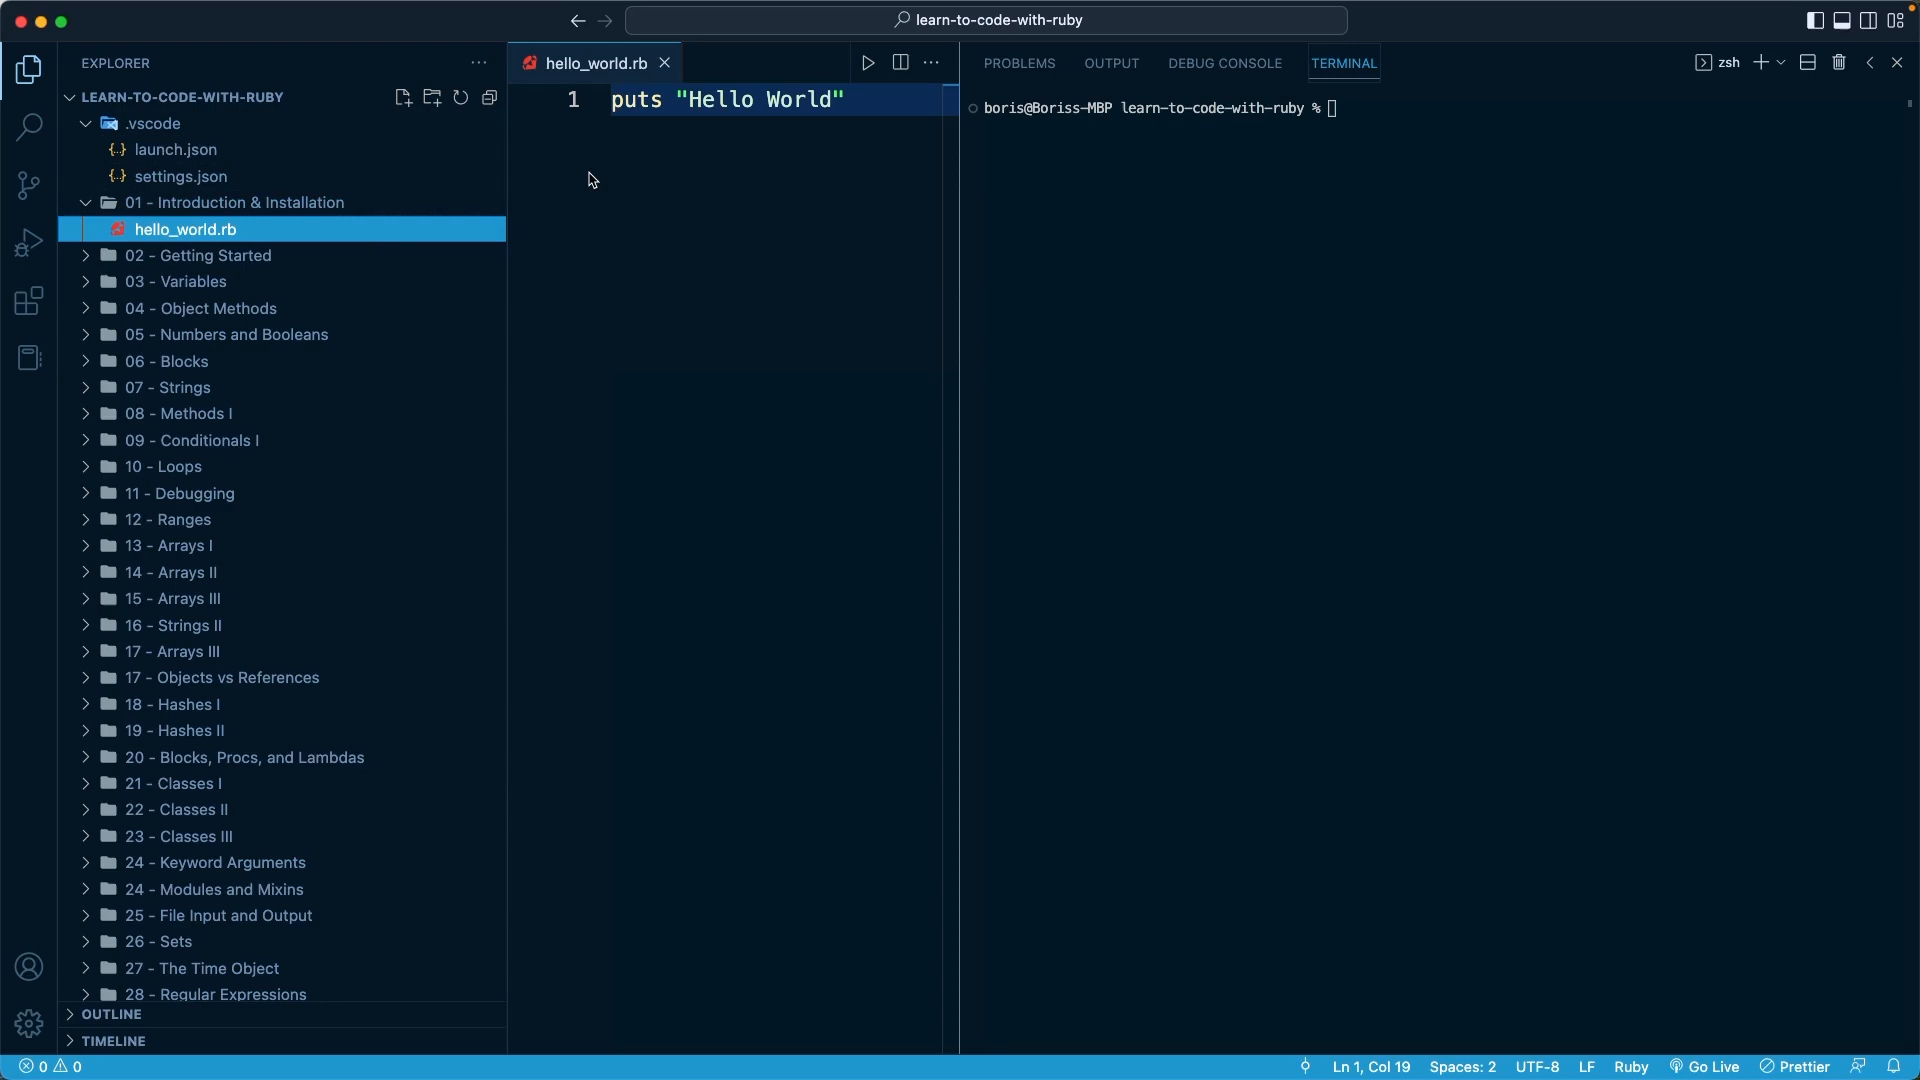 learn-to-code-with-ruby
EXPLORER
LEARN-TO-CODE-WITH-RUBY
.vscode
{..} launch.json
{..} settings.json
01 - Introduction & Installation
hello_world.rb
02 - Getting Started
03 - Variables
04 - Object Methods
05 - Numbers and Booleans
06 - Blocks
07 - Strings
08 - Methods I
09 - Conditionals I
10 - Loops
11 - Debugging
12 - Ranges
13 - Arrays I
14 - Arrays II
15 - Arrays III
16 - Strings II
17 - Arrays III
17 - Objects vs References
18 - Hashes I
19 - Hashes II
20 - Blocks, Procs, and Lambdas
21 - Classes I
22 - Classes II
23 - Classes III
24 - Keyword Arguments
24 - Modules and Mixins
25 - File Input and Output
26 - Sets
27 - The Time Object
28 - Regular Expressions
OUTLINE
TIMELINE
hello_world.rb
1 puts "Hello World"
PROBLEMS OUTPUT DEBUG CONSOLE TERMINAL zsh
boris@Boriss-MBP learn-to-code-with-ruby %
0 0 Ln 1, Col 19 Spaces: 2 UTF-8 LF Ruby Go Live Prettier